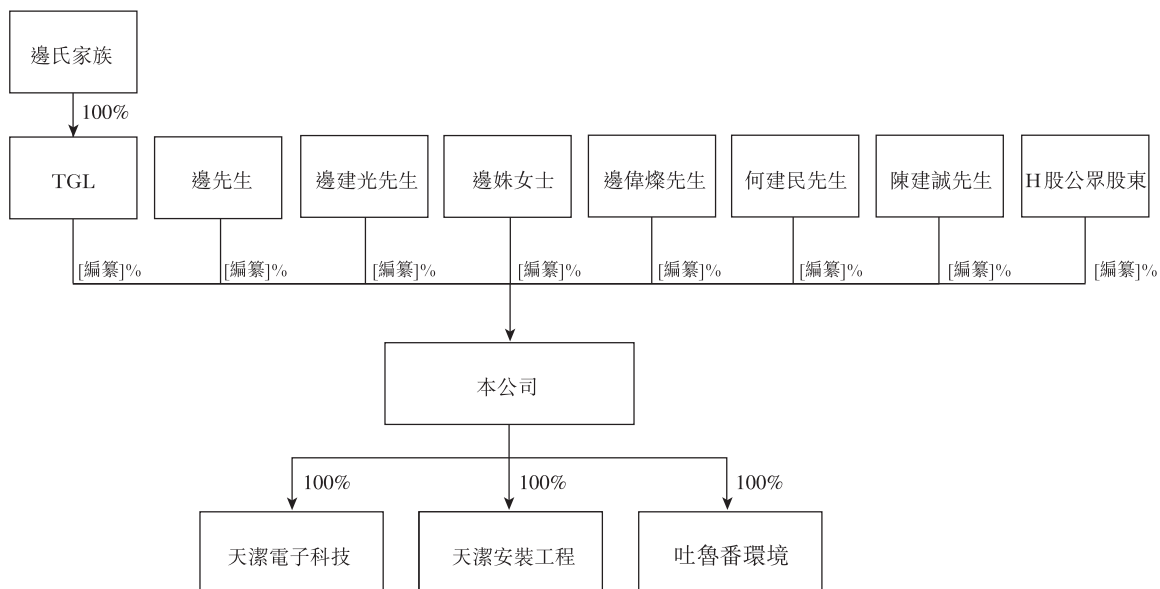 邊氏家族
100%
TGL
邊先生
邊建光先生
邊姝女士
邊偉燦先生
何建民先生
陳建誠先生
H股公眾股東
[編纂]%
[編纂]%
[編纂]%
[編纂]%
[編纂]%
[編纂]%
[編纂]%
[編纂]%
本公司
100%
100%
100%
天潔電子科技
天潔安裝工程
吐魯番環境